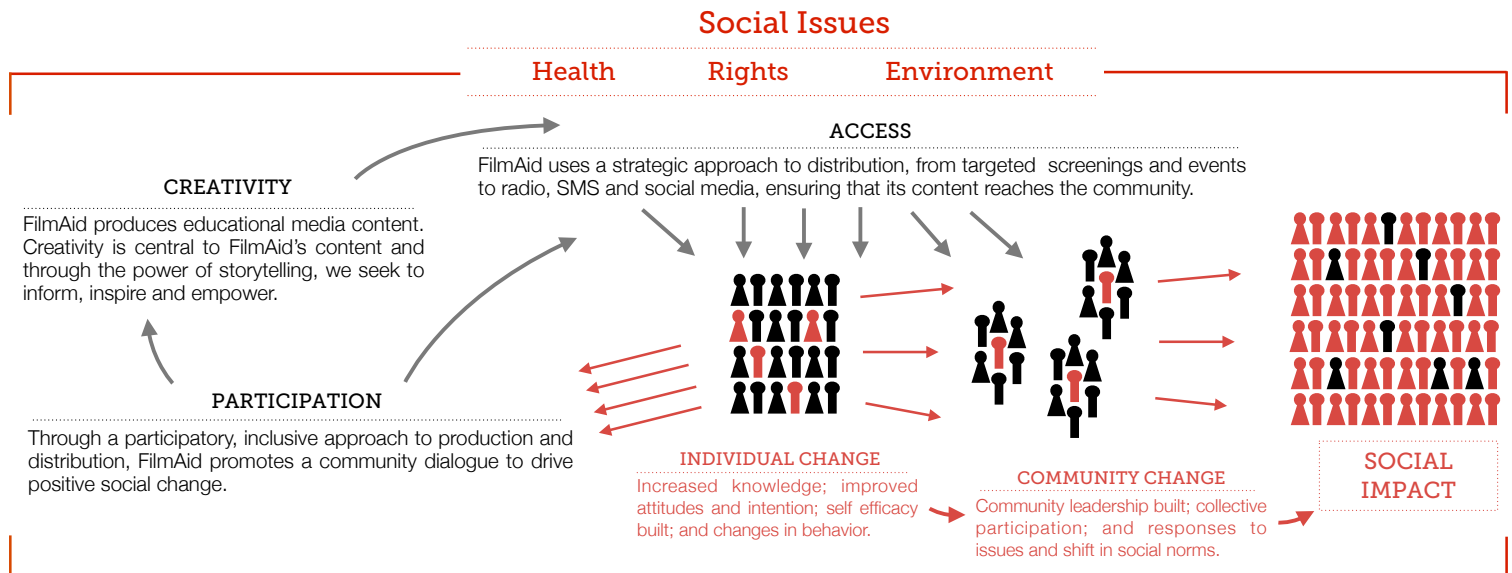 Social Issues
Health Rights Environment
ACCESS
FilmAid uses a strategic approach to distribution, from targeted screenings and events
to radio, SMS and social media, ensuring that its content reaches the community.
CREATIVITY
FilmAid produces educational media content.
Creativity is central to FilmAid’s content and
through the power of storytelling, we seek to
inform, inspire and empower.
PARTICIPATION
Through a participatory, inclusive approach to production and
distribution, FilmAid promotes a community dialogue to drive
positive social change.
INDIVIDUAL CHANGE
Increased knowledge; improved
attitudes and intention; self efficacy
built; and changes in behavior.
COMMUNITY CHANGE
Community leadership built; collective
participation; and responses to
issues and shift in social norms.
SOCIAL
IMPACT